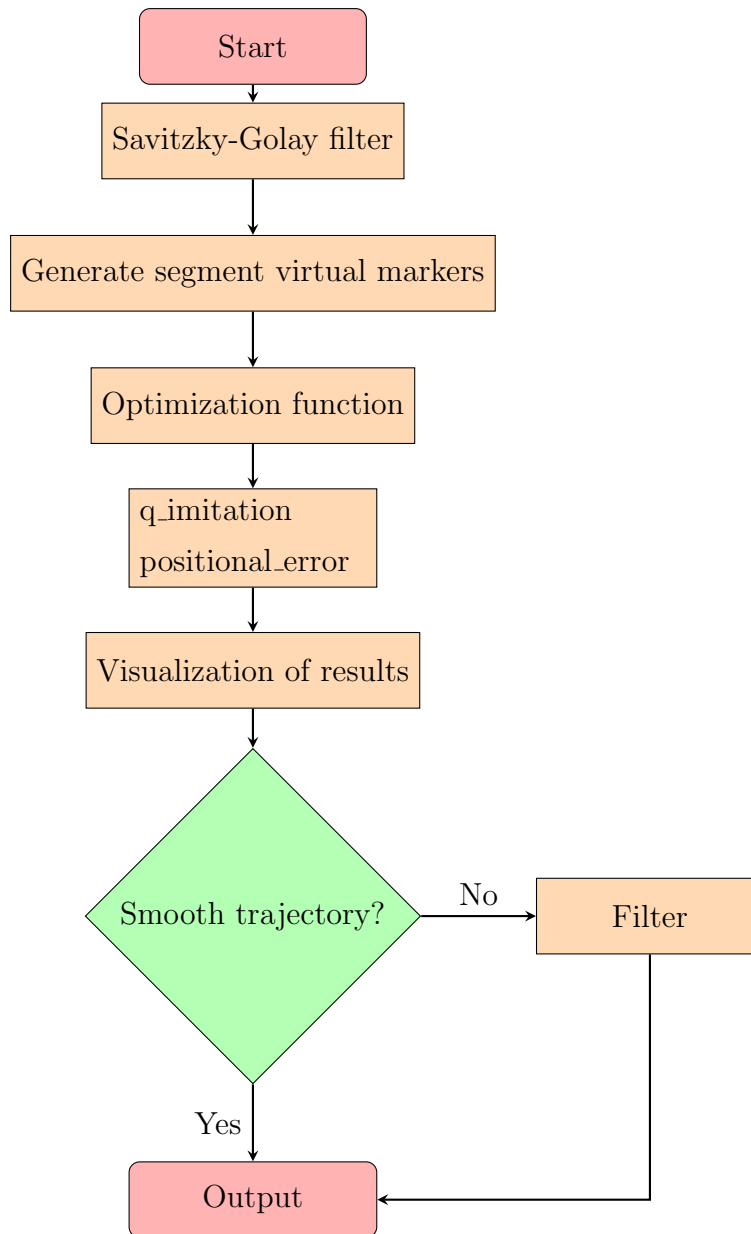 Start
Savitzky-Golay filter
Generate segment virtual markers
Optimization function
q_imitation
positional_error
Visualization of results
Smooth trajectory?
No
Filter
Yes
Output